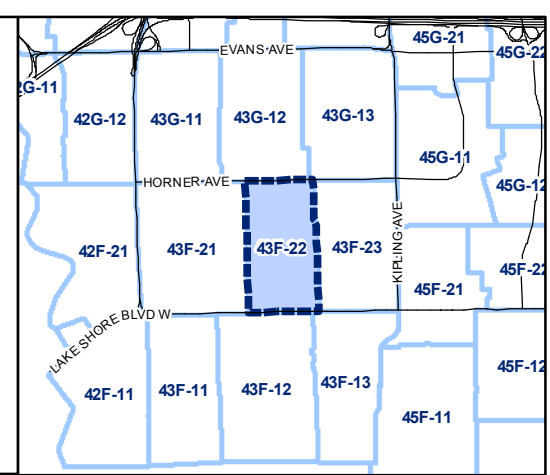 45G-21
EVANS AVE
45G-22
2G-11
42G-12
43G-11
43G-12
43G-13
45G-11
HORNER AVE
45G-12
KIPLING AVE
42F-21
43F-21
43F-22
43F-23
45F-22
45F-21
LAKE SHORE BLVD W
45F-12
42F-11
43F-11
43F-12
43F-13
45F-11